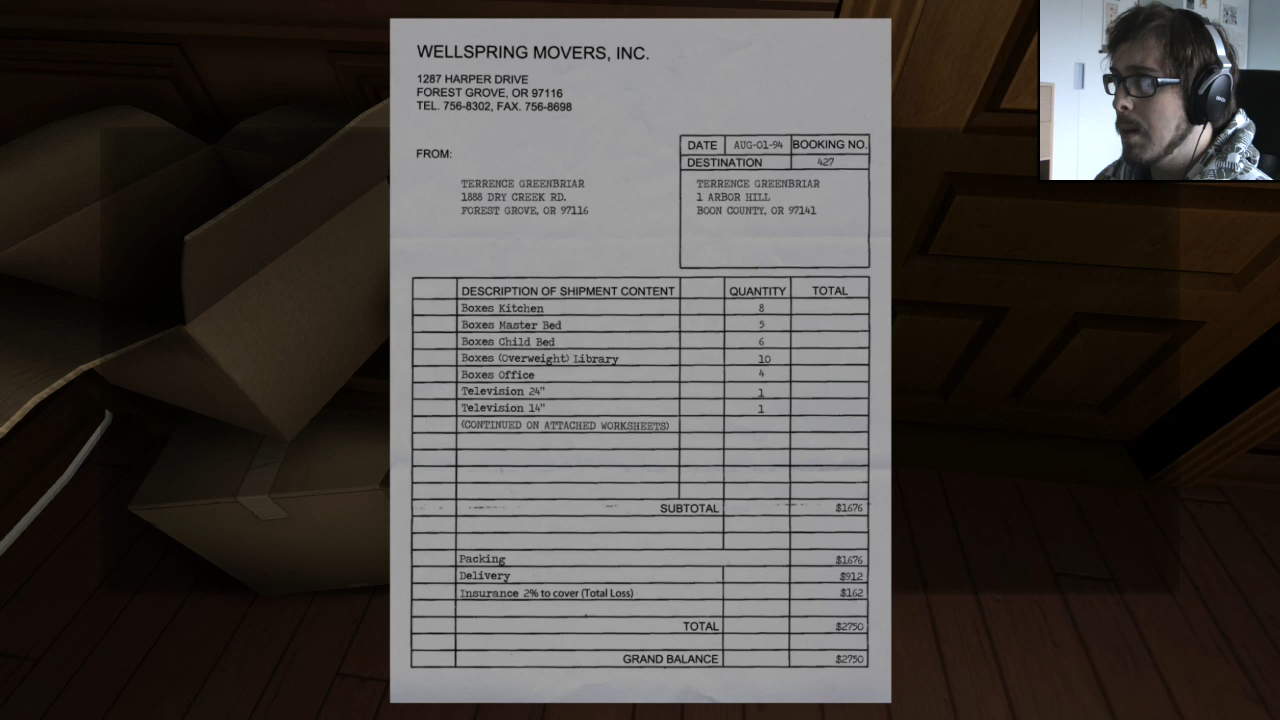 WELLSPRING MOVERS, INC.
1287 HARPER DRIVE
FOREST GROVE, OR 97116
TEL. 756-8302, FAX. 756-8698
DATE AUG-01-94 BOOKING NO.
DESTINATION 427
FROM:
TERRENCE GREENBRIAR
1888 DRY CREEK RD.
FOREST GROVE, OR 97116
TERRENCE GREENBRIAR
1 ARBOR HILL
BOON COUNTY, OR 97141
DESCRIPTION OF SHIPMENT CONTENT QUANTITY TOTAL
Boxes Kitchen 8
Boxes Master Bed 5
Boxes Child Bed 6
Boxes (Overweight) Library 10
Boxes Office 4
Television 24" 1
Television 14" 1
(CONTINUED ON ATTACHED WORKSHEETS)
SUBTOTAL $1676
Packing $1676
Delivery $912
Insurance 2% to cover (Total Loss) $162
TOTAL $2750
GRAND BALANCE $2750